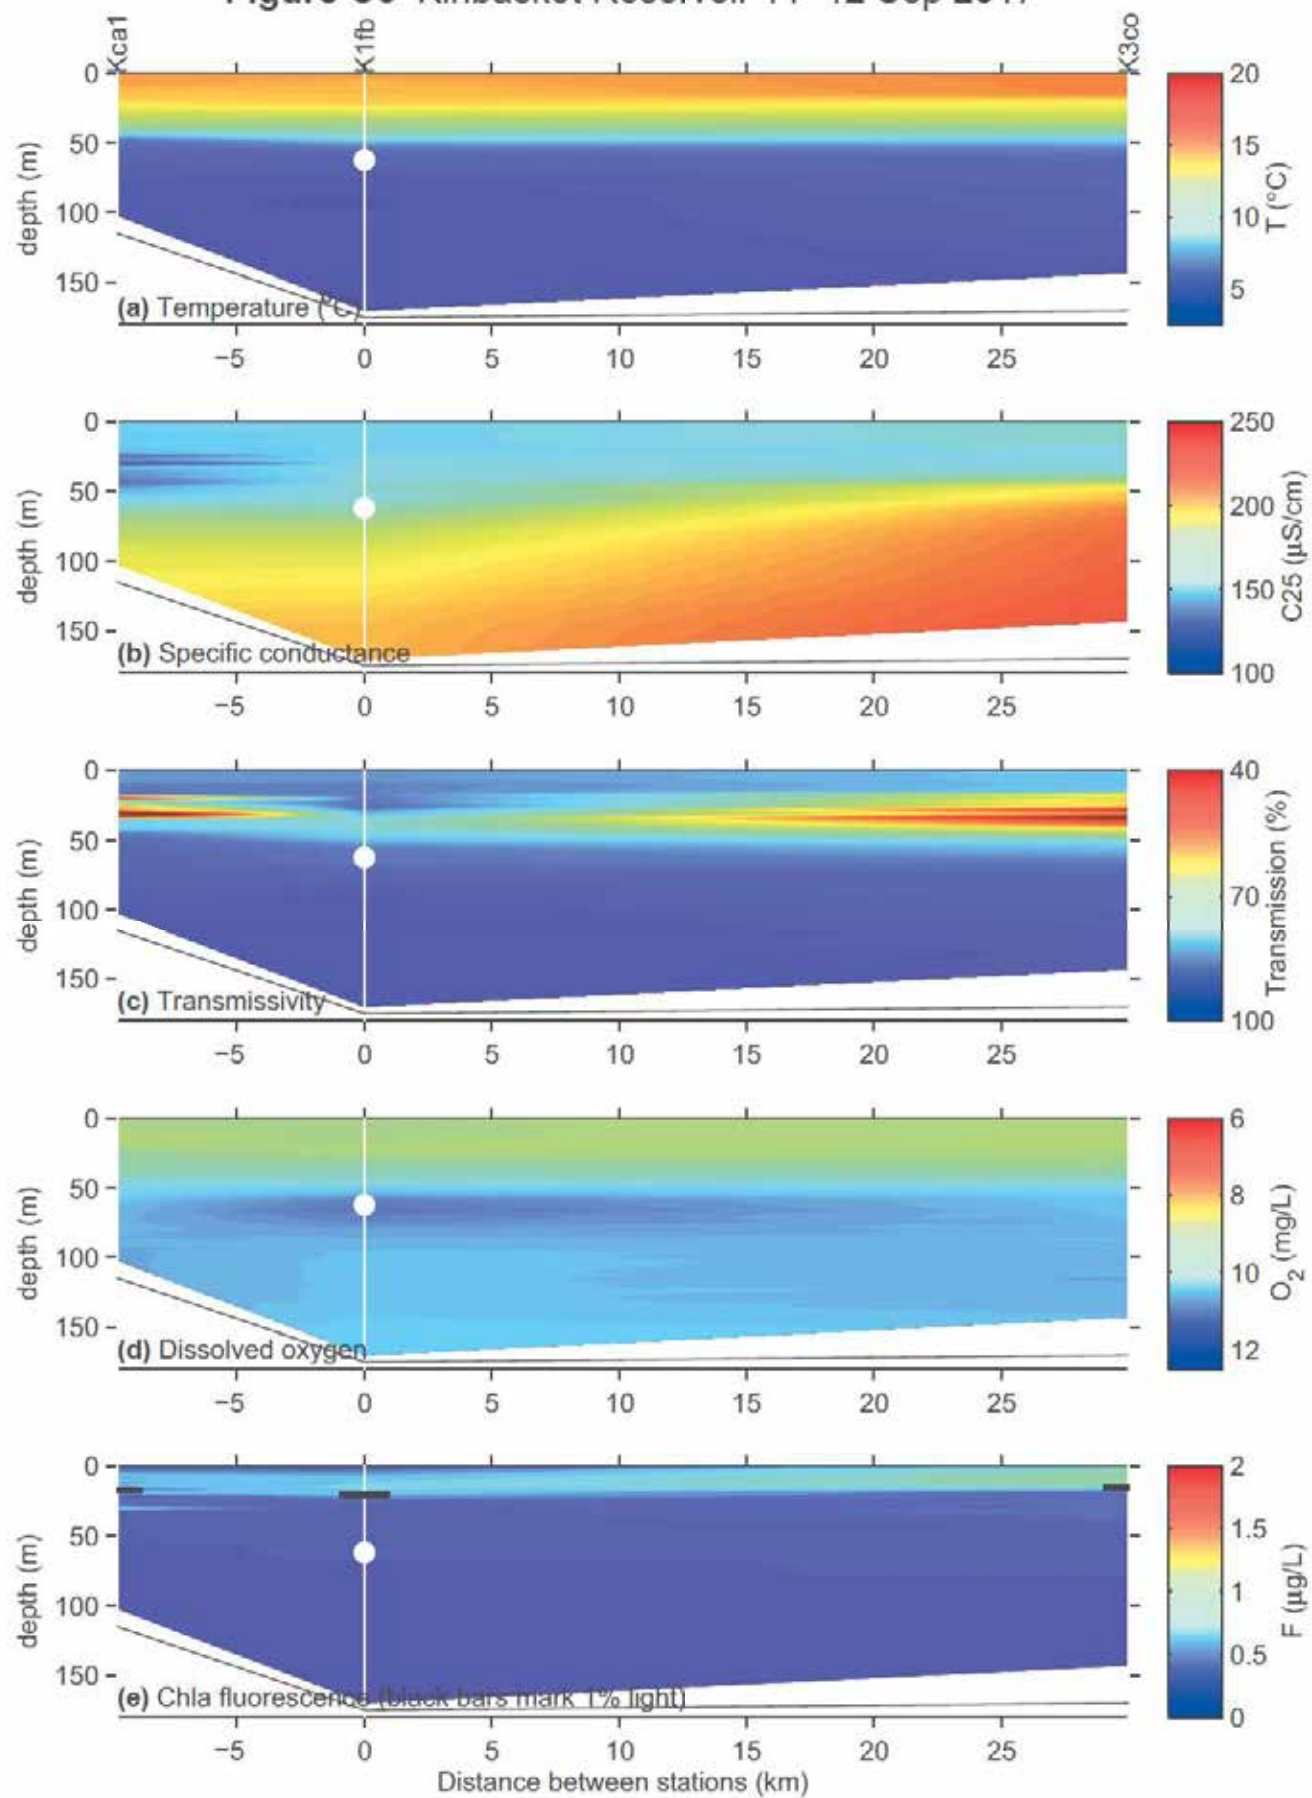 Kca1 K1fb K3co
0
50
100
150
depth (m)
(a) Temperature (°C)
−5 0 5 10 15 20 25
20
15
10
5
T (°C)
0
50
100
150
depth (m)
(b) Specific conductance
−5 0 5 10 15 20 25
250
200
150
100
C25 (μS/cm)
0
50
100
150
depth (m)
(c) Transmissivity
−5 0 5 10 15 20 25
40
70
100
Transmission (%)
0
50
100
150
depth (m)
(d) Dissolved oxygen
−5 0 5 10 15 20 25
6
8
10
12
O2 (mg/L)
0
50
100
150
depth (m)
(e) Chla fluorescence (black bars mark 1% light)
−5 0 5 10 15 20 25
2
1.5
1
0.5
0
F (μg/L)
Distance between stations (km)